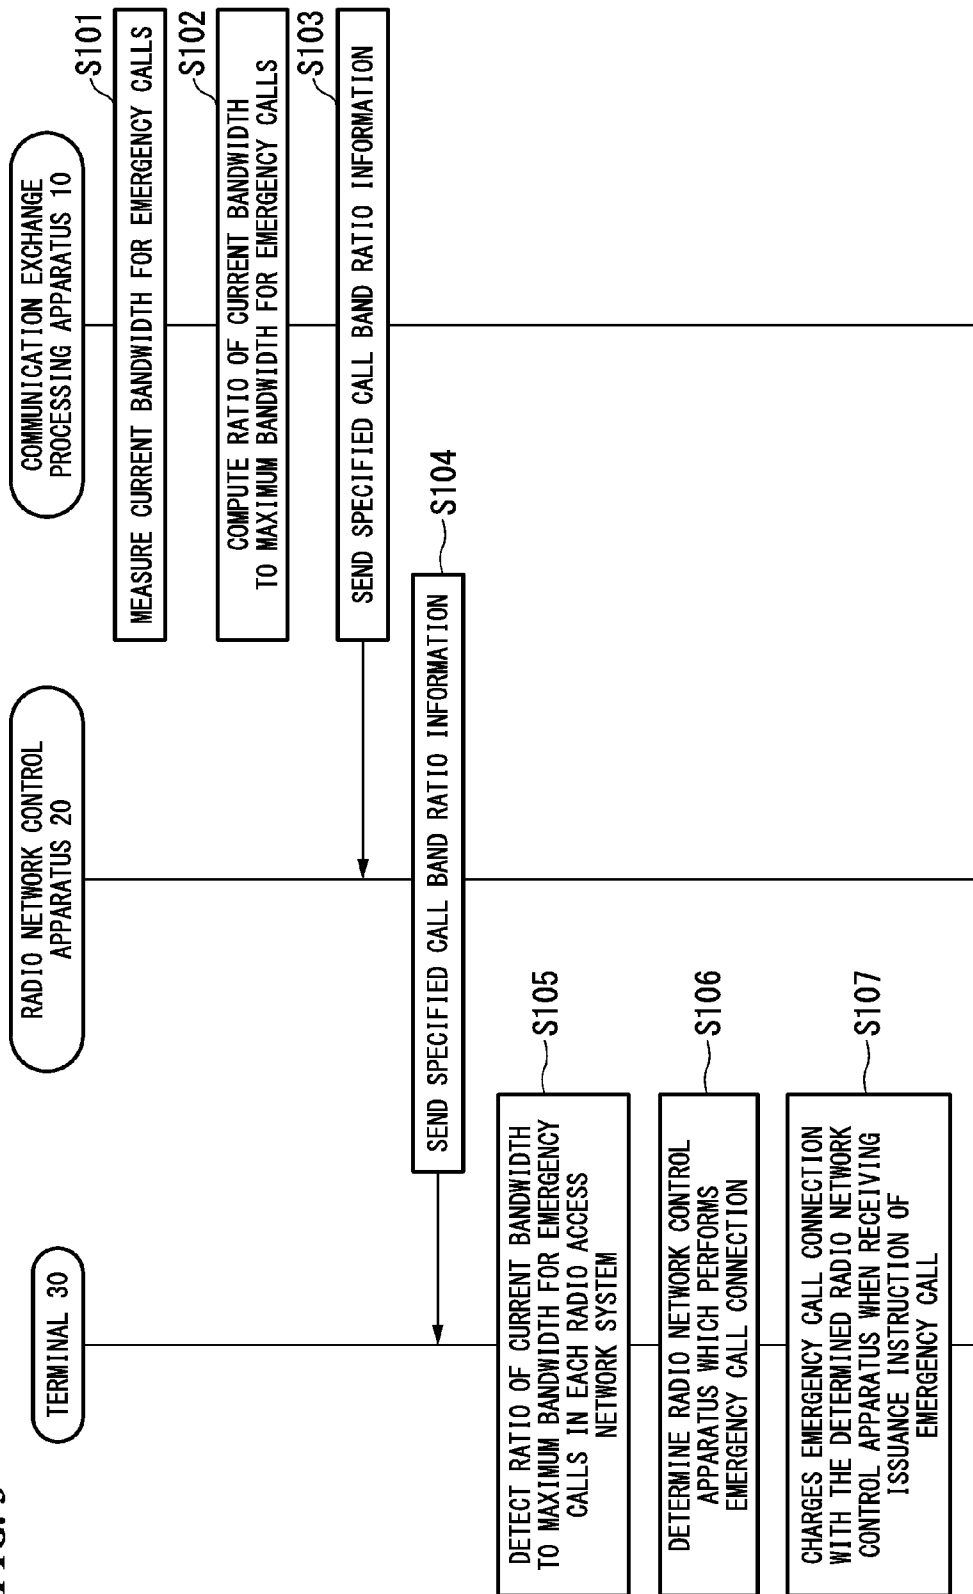 TERMINAL 30
RADIO NETWORK CONTROL
APPARATUS 20
COMMUNICATION EXCHANGE
PROCESSING APPARATUS 10
MEASURE CURRENT BANDWIDTH FOR EMERGENCY CALLS
S101
COMPUTE RATIO OF CURRENT BANDWIDTH
TO MAXIMUM BANDWIDTH FOR EMERGENCY CALLS
S102
SEND SPECIFIED CALL BAND RATIO INFORMATION
S103
SEND SPECIFIED CALL BAND RATIO INFORMATION
S104
DETECT RATIO OF CURRENT BANDWIDTH
TO MAXIMUM BANDWIDTH FOR EMERGENCY
CALLS IN EACH RADIO ACCESS
NETWORK SYSTEM
S105
DETERMINE RADIO NETWORK CONTROL
APPARATUS WHICH PERFORMS
EMERGENCY CALL CONNECTION
S106
CHARGES EMERGENCY CALL CONNECTION
WITH THE DETERMINED RADIO NETWORK
CONTROL APPARATUS WHEN RECEIVING
ISSUANCE INSTRUCTION OF
EMERGENCY CALL
S107